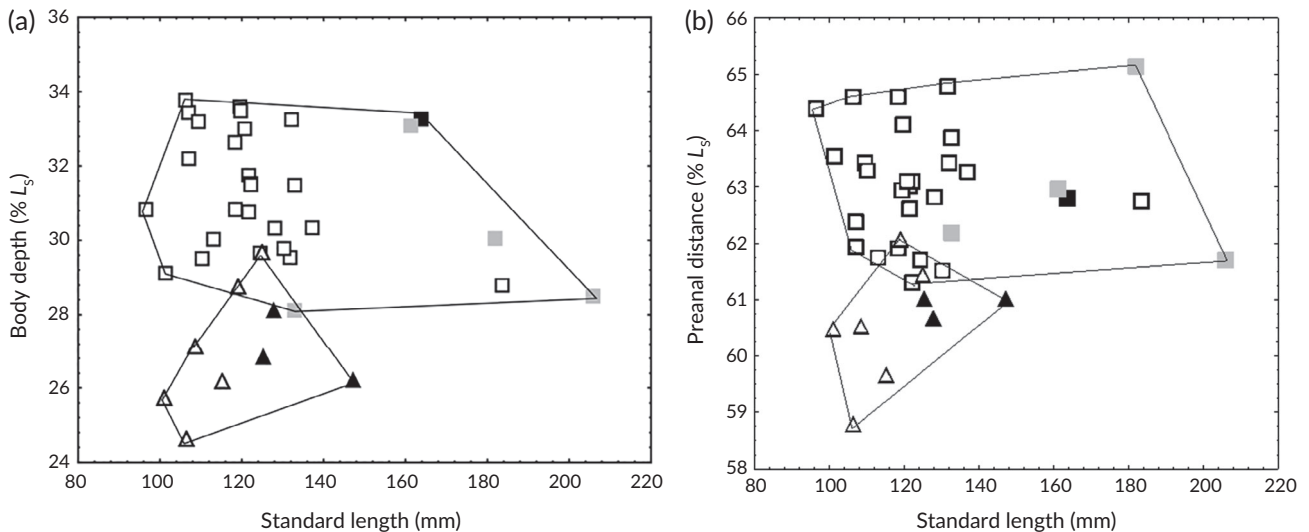 (a)
36
34
32
30
28
26
24
Body depth (% Ls)
80 100 120 140 160 180 200 220
Standard length (mm)
(b)
66
65
64
63
62
61
60
59
58
Preanal distance (% Ls)
80 100 120 140 160 180 200 220
Standard length (mm)